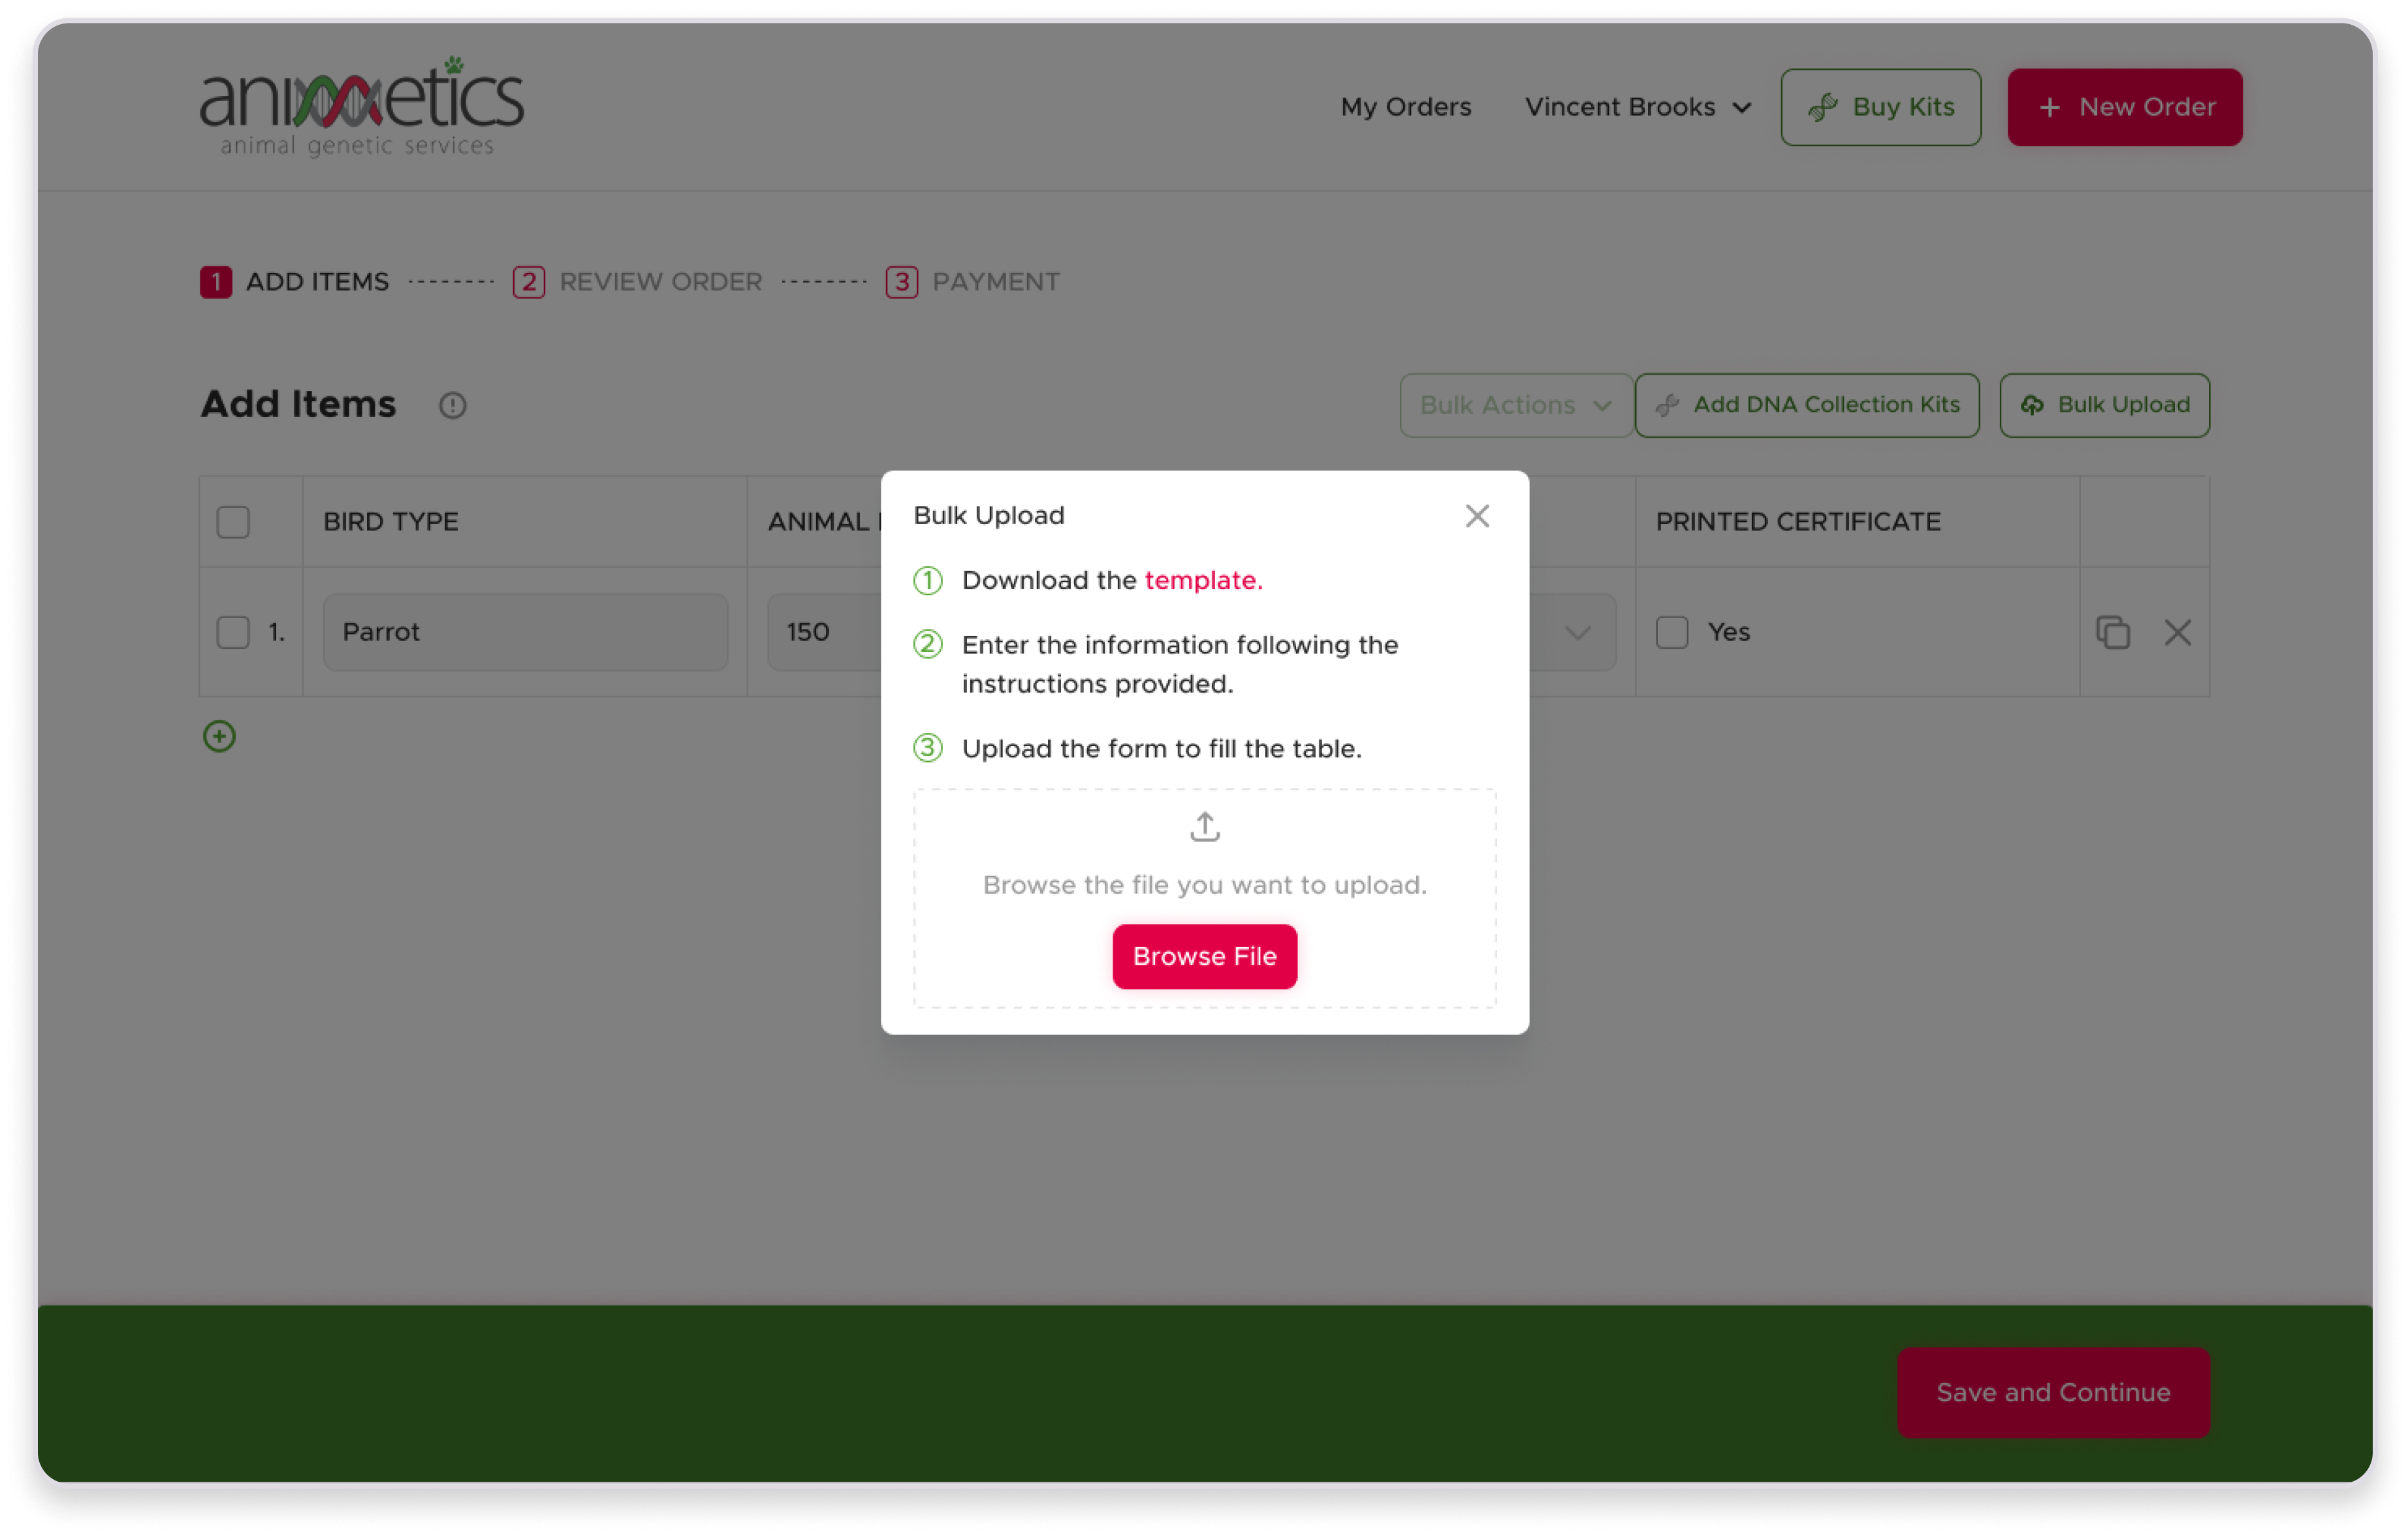 animetics
animal genetic services
My Orders
Vincent Brooks
Buy Kits
+ New Order
1 ADD ITEMS
2 REVIEW ORDER
3 PAYMENT
Add Items
Bulk Actions
Add DNA Collection Kits
Bulk Upload
BIRD TYPE
ANIMAL
PRINTED CERTIFICATE
1.
Parrot
150
Yes
Bulk Upload
1 Download the template.
2 Enter the information following the
instructions provided.
3 Upload the form to fill the table.
Browse the file you want to upload.
Browse File
Save and Continue